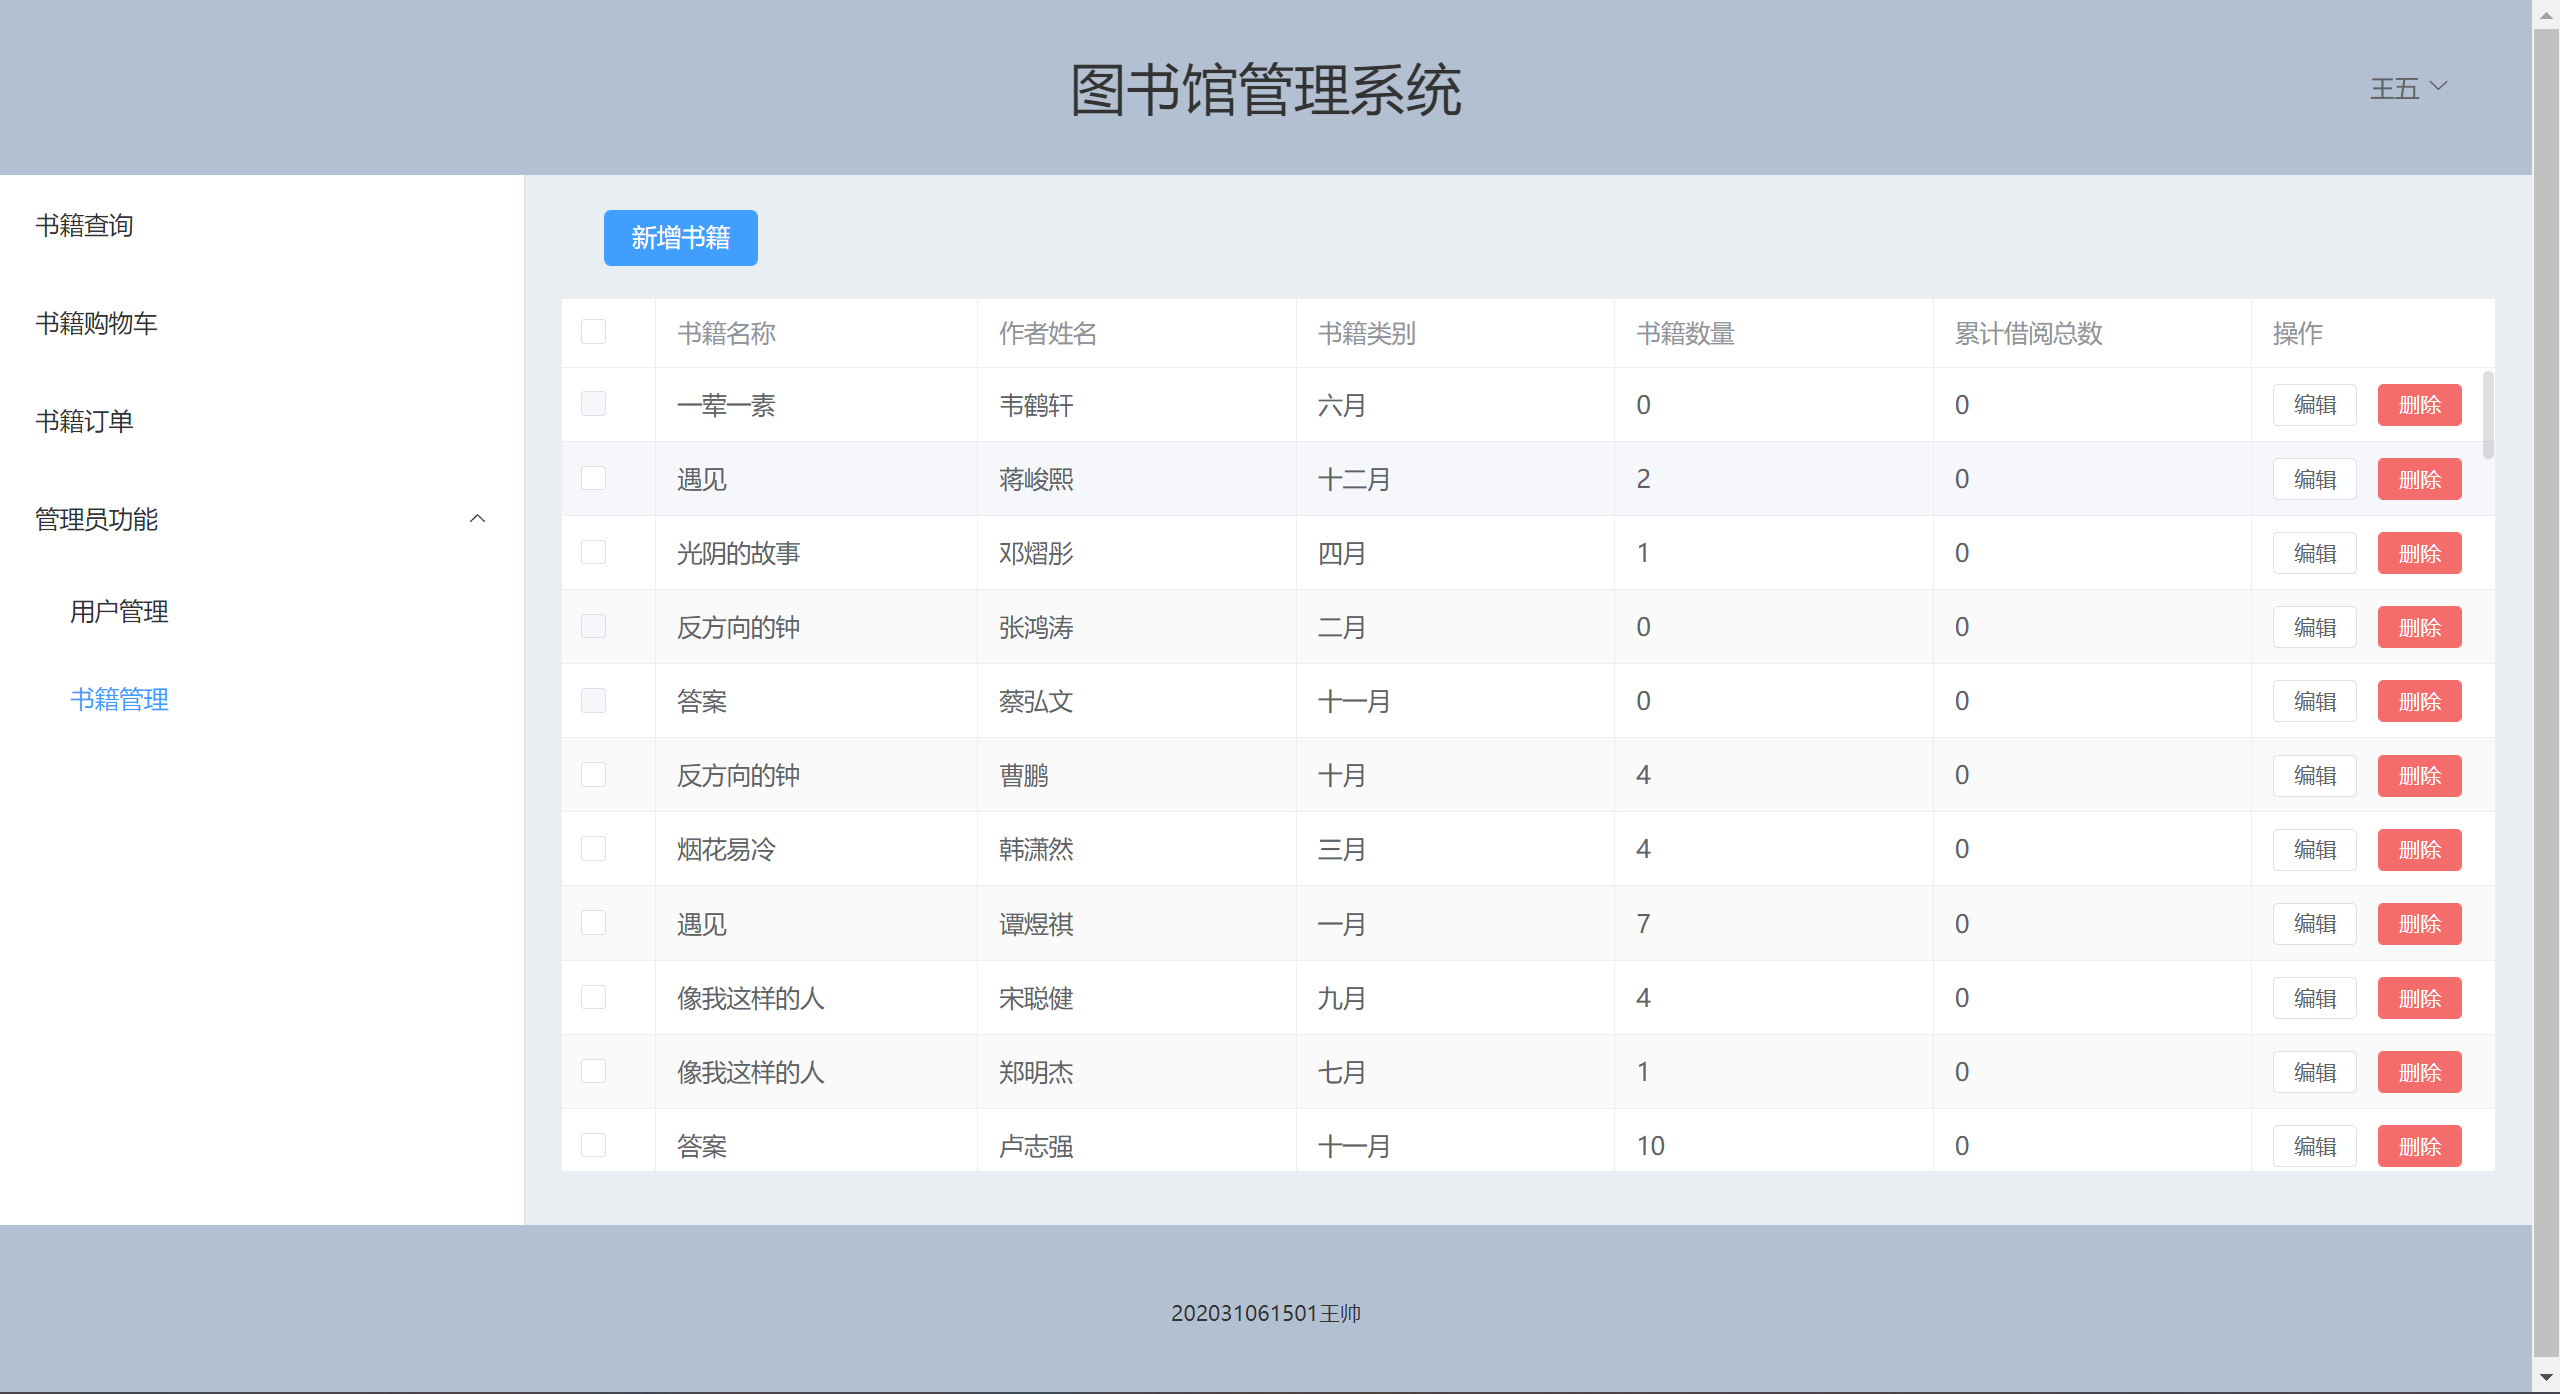 图书馆管理系统
王五
书籍查询
书籍购物车
书籍订单
管理员功能
用户管理
书籍管理
新增书籍
书籍名称 作者姓名 书籍类别 书籍数量 累计借阅总数 操作
一荤一素 韦鹤轩 六月 0 0 编辑 删除
遇见 蒋峻熙 十二月 2 0 编辑 删除
光阴的故事 邓熠彤 四月 1 0 编辑 删除
反方向的钟 张鸿涛 二月 0 0 编辑 删除
答案 蔡弘文 十一月 0 0 编辑 删除
反方向的钟 曹鹏 十月 4 0 编辑 删除
烟花易冷 韩潇然 三月 4 0 编辑 删除
遇见 谭煜祺 一月 7 0 编辑 删除
像我这样的人 宋聪健 九月 4 0 编辑 删除
像我这样的人 郑明杰 七月 1 0 编辑 删除
答案 卢志强 十一月 10 0 编辑 删除
202031061501王帅